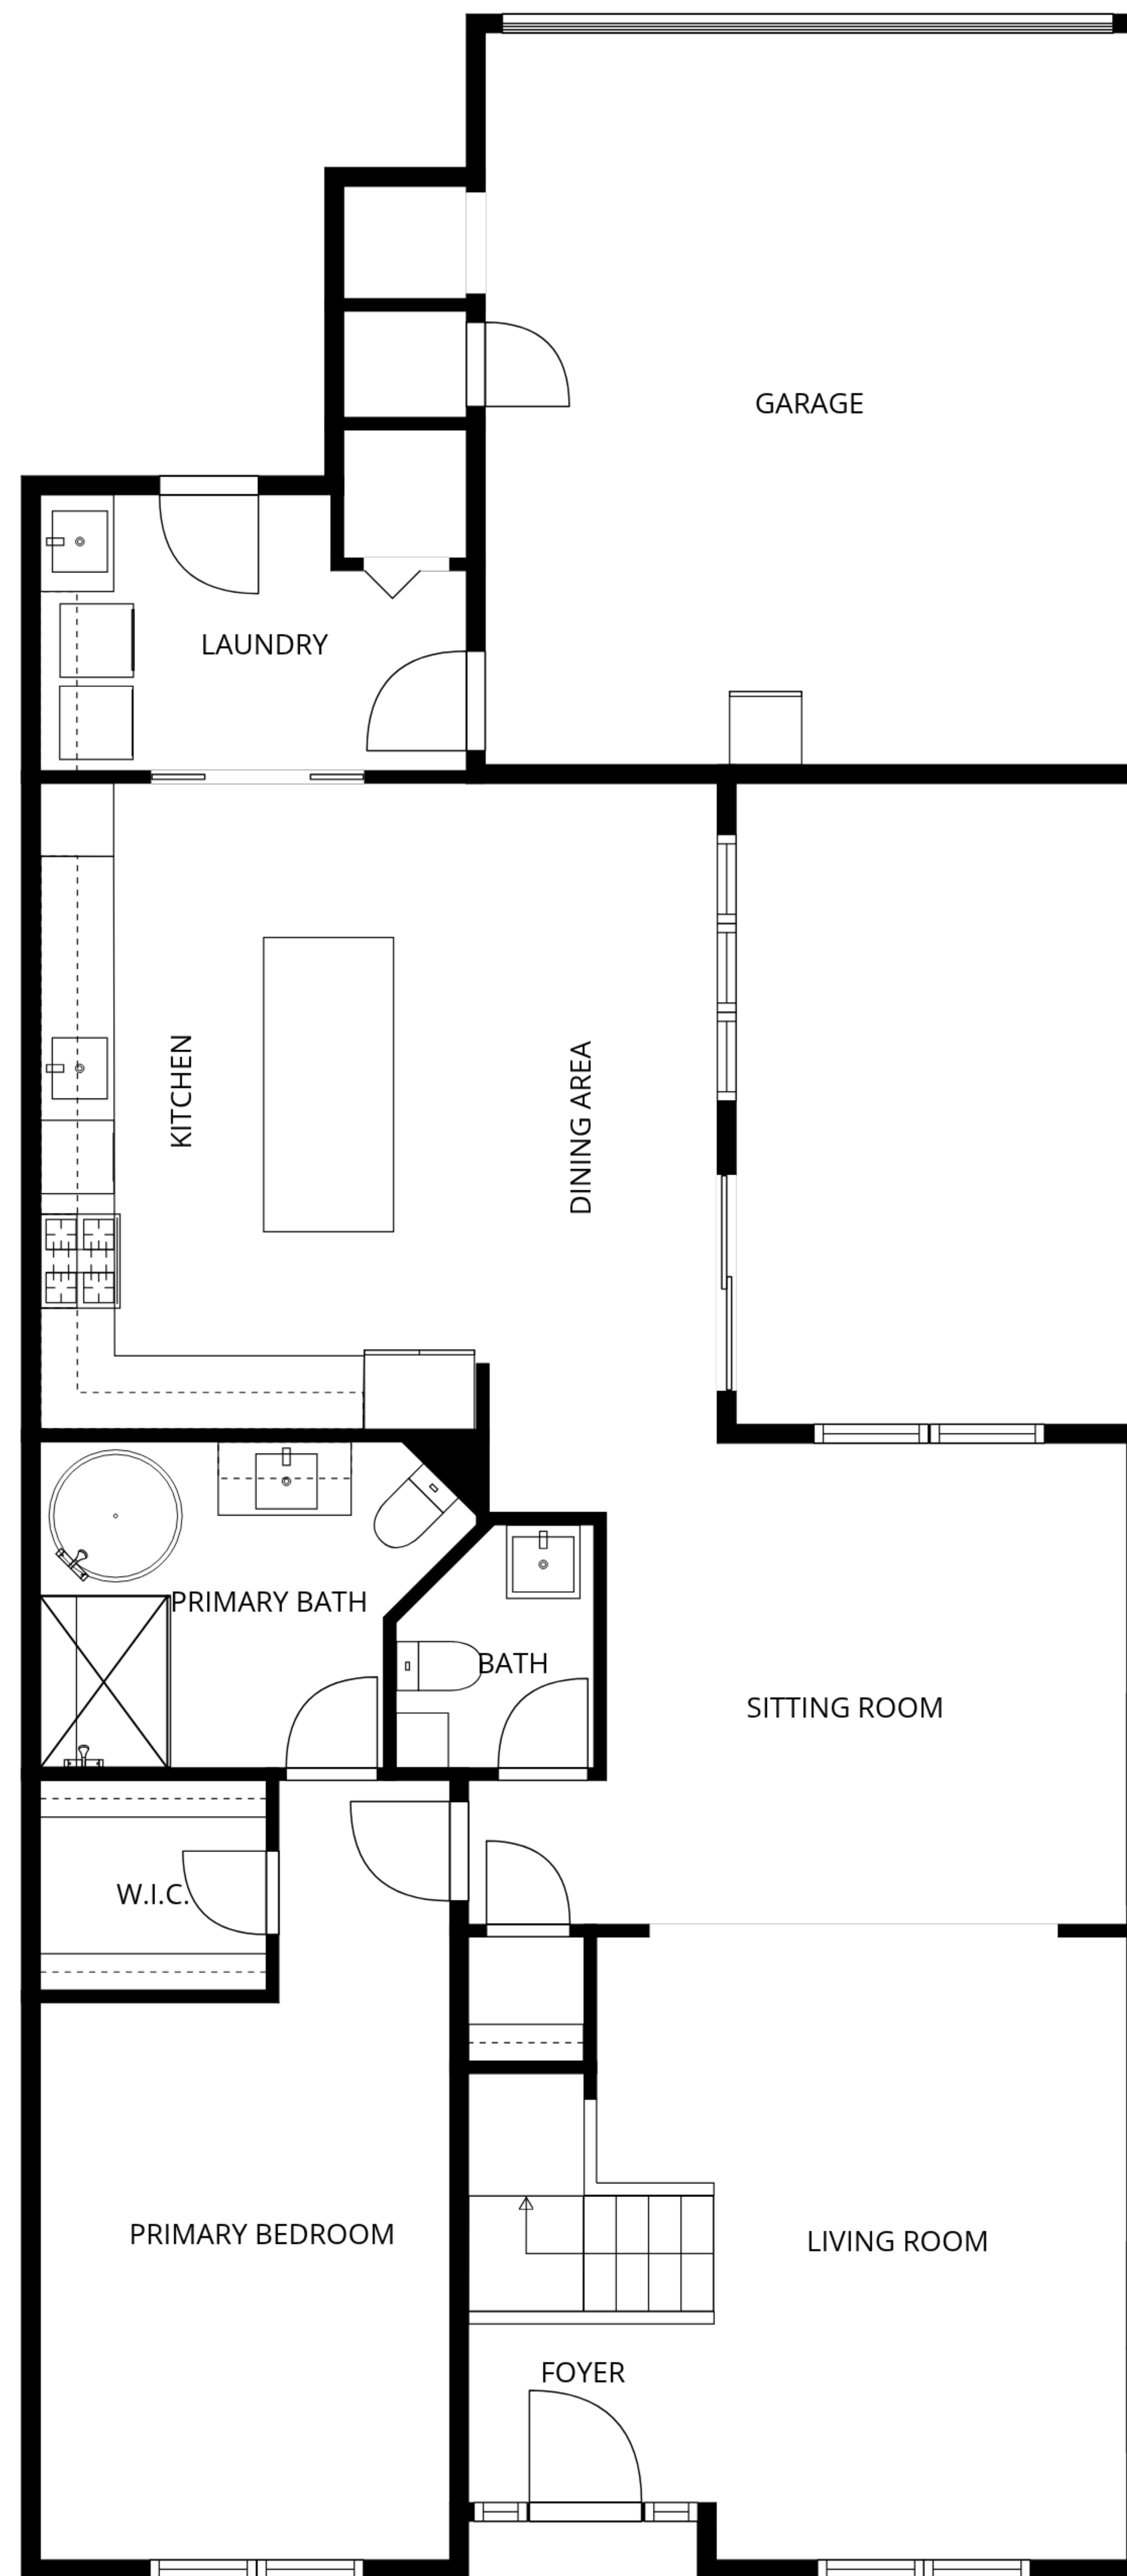 GARAGE
LAUNDRY
KITCHEN
DINING AREA
PRIMARY BATH
BATH
SITTING ROOM
W.I.C.
PRIMARY BEDROOM
LIVING ROOM
FOYER